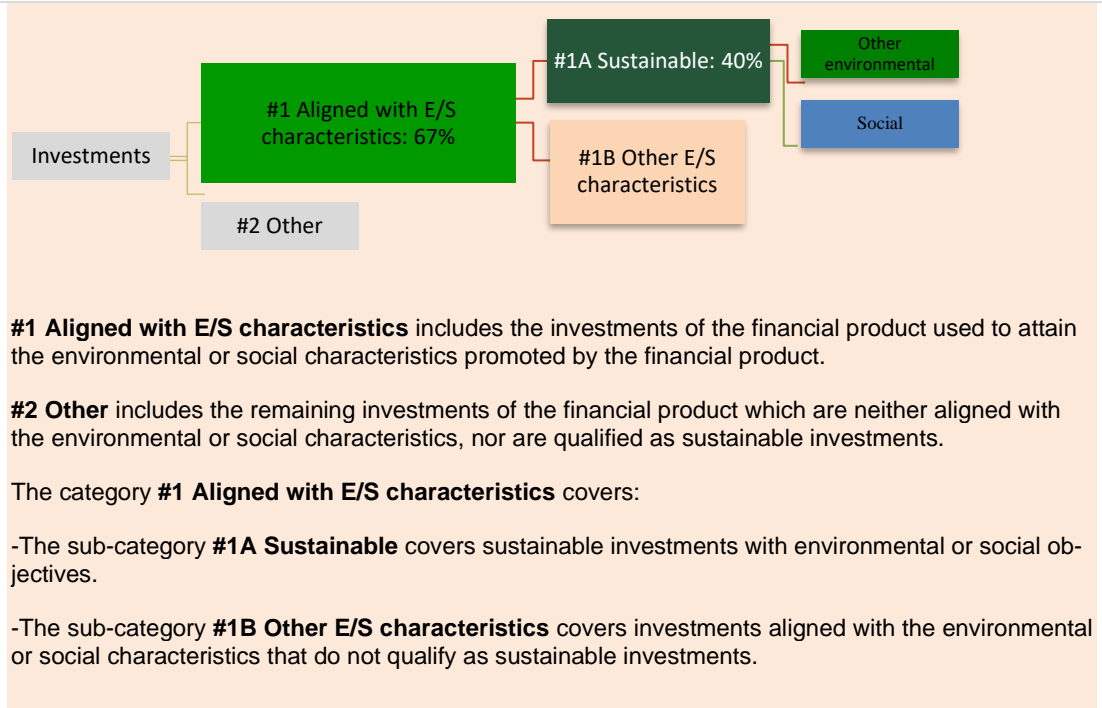 Investments
#1 Aligned with E/S
characteristics: 67%
#2 Other
#1A Sustainable: 40%
#1B Other E/S
characteristics
Other
environmental
Social
#1 Aligned with E/S characteristics includes the investments of the financial product used to attain
the environmental or social characteristics promoted by the financial product.
#2 Other includes the remaining investments of the financial product which are neither aligned with
the environmental or social characteristics, nor are qualified as sustainable investments.
The category #1 Aligned with E/S characteristics covers:
-The sub-category #1A Sustainable covers sustainable investments with environmental or social ob-
jectives.
-The sub-category #1B Other E/S characteristics covers investments aligned with the environmental
or social characteristics that do not qualify as sustainable investments.